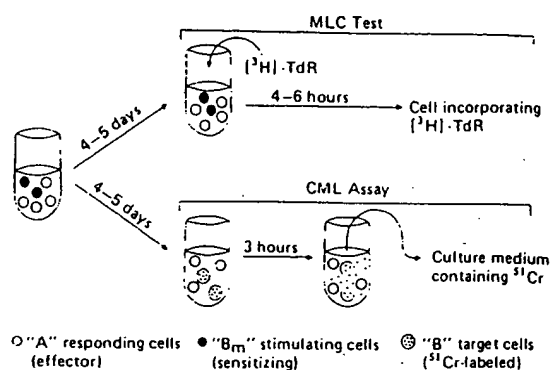 MLC Test
[³H]·TdR
4–5 days
4–6 hours
Cell incorporating
[³H]·TdR
4–5 days
CML Assay
3 hours
Culture medium
containing ⁵¹Cr
"A" responding cells
(effector)
"Bm" stimulating cells
(sensitizing)
"B" target cells
(⁵¹Cr-labeled)